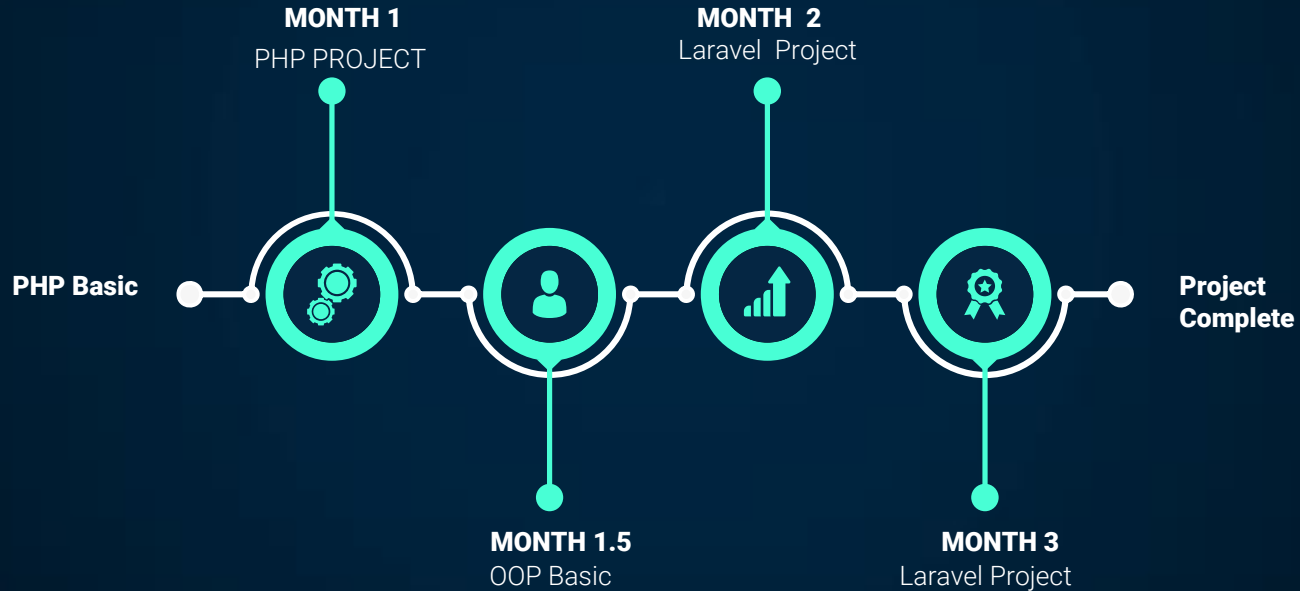 MONTH 1
PHP PROJECT
MONTH 2
Laravel Project
PHP Basic
Project
Complete
MONTH 1.5
OOP Basic
MONTH 3
Laravel Project